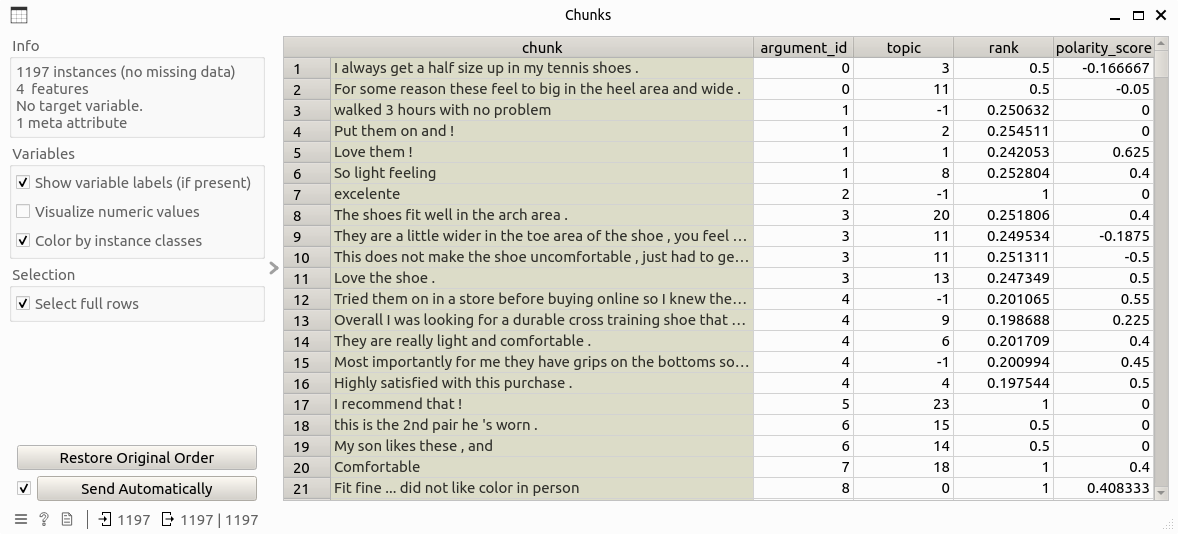 Chunks
Info
1197 instances (no missing data)
4 features
No target variable.
1 meta attribute
Variables
Show variable labels (if present)
Visualize numeric values
Color by instance classes
Selection
Select full rows
Restore Original Order
Send Automatically
1197 1197 | 1197
chunk argument_id topic rank polarity_score
1 I always get a half size up in my tennis shoes . 0 3 0.5 -0.166667
2 For some reason these feel to big in the heel area and wide . 0 11 0.5 -0.05
3 walked 3 hours with no problem 1 -1 0.250632 0
4 Put them on and ! 1 2 0.254511 0
5 Love them ! 1 1 0.242053 0.625
6 So light feeling 1 8 0.252804 0.4
7 excelente 2 -1 1 0
8 The shoes fit well in the arch area . 3 20 0.251806 0.4
9 They are a little wider in the toe area of the shoe , you feel ... 3 11 0.249534 -0.1875
10 This does not make the shoe uncomfortable , just had to ge... 3 11 0.251311 -0.5
11 Love the shoe . 3 13 0.247349 0.5
12 Tried them on in a store before buying online so I knew the... 4 -1 0.201065 0.55
13 Overall I was looking for a durable cross training shoe that ... 4 9 0.198688 0.225
14 They are really light and comfortable . 4 6 0.201709 0.4
15 Most importantly for me they have grips on the bottoms so... 4 -1 0.200994 0.45
16 Highly satisfied with this purchase . 4 4 0.197544 0.5
17 I recommend that ! 5 23 1 0
18 this is the 2nd pair he 's worn . 6 15 0.5 0
19 My son likes these , and 6 14 0.5 0
20 Comfortable 7 18 1 0.4
21 Fit fine ... did not like color in person 8 0 1 0.408333